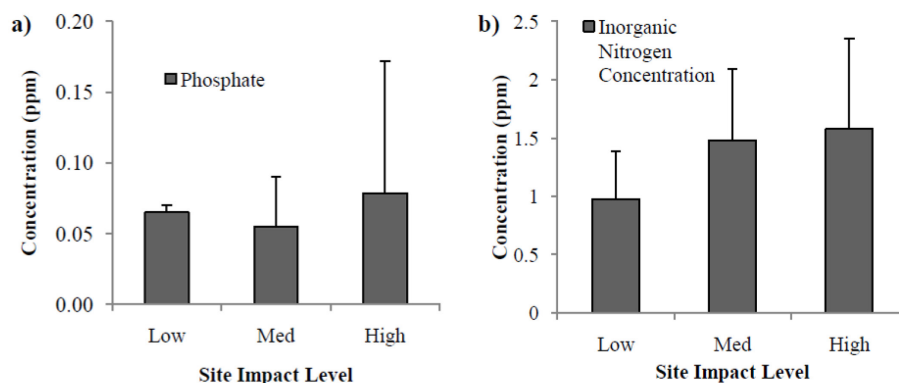 a)
0.20
0.15
0.10
0.05
0.00
Concentration (ppm)
Phosphate
Low Med High
Site Impact Level
b)
2.5
2
1.5
1
0.5
0
Concentration (ppm)
Inorganic
Nitrogen
Concentration
Low Med High
Site Impact Level